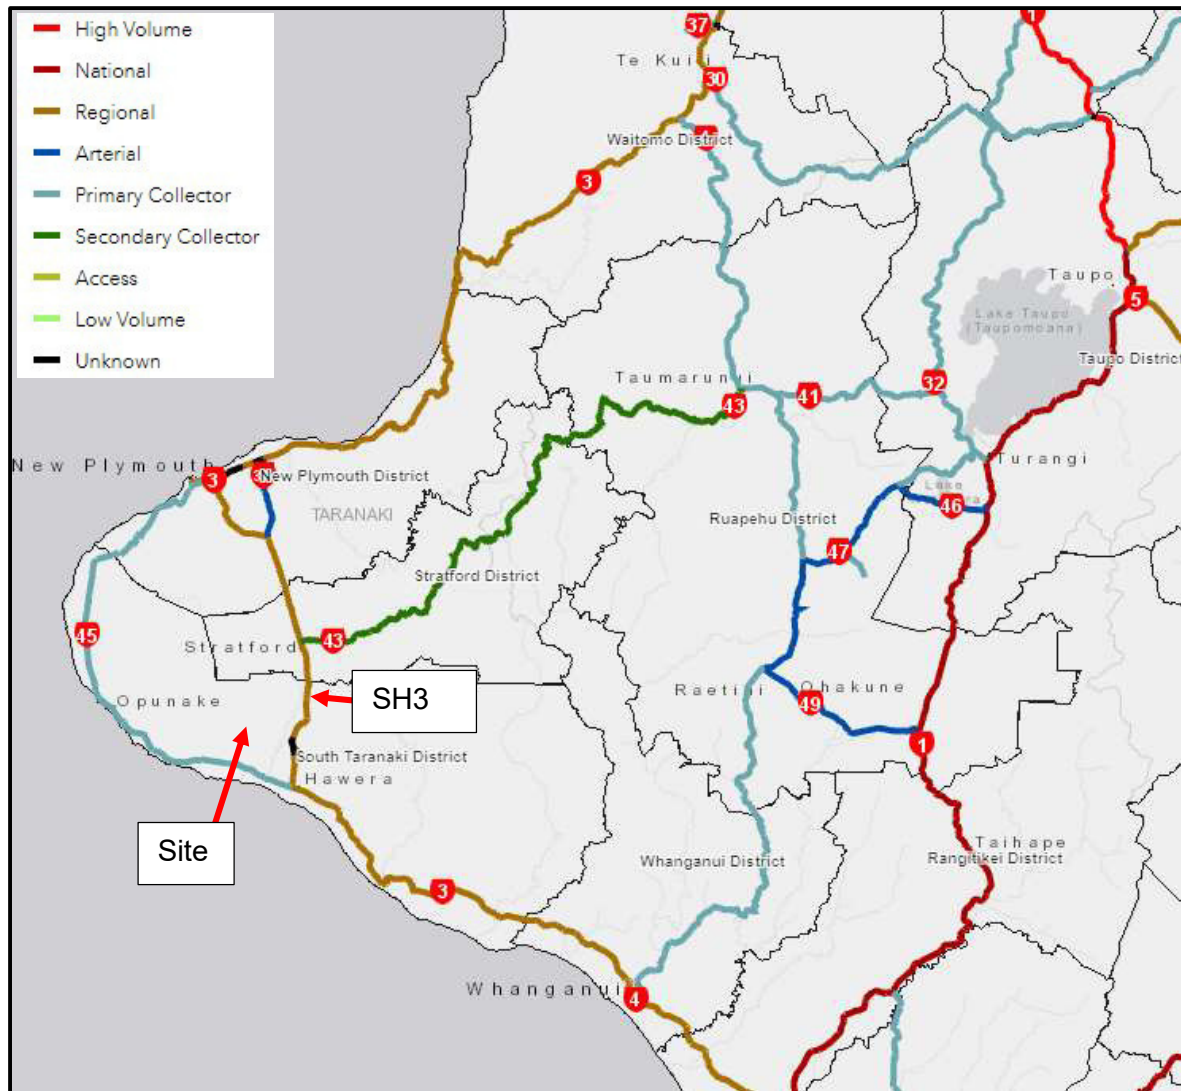 High Volume
National
Regional
Arterial
Primary Collector
Secondary Collector
Access
Low Volume
Unknown
37
1
Te Kuiti
30
Waitomo District
3
Taupo
5
Lake Taupo
(Taupomoana)
Taupo District
Taumarunui
43
41
32
New Plymouth
3
New Plymouth District
Turangi
Lake
46
TARANAKI
Ruapehu District
47
Stratford District
45
Stratford
43
Opunake
SH3
Raetihi
Ohakune
49
1
South Taranaki District
Hawera
Site
Whanganui District
Taihape
Rangitikei District
3
Whanganui
4